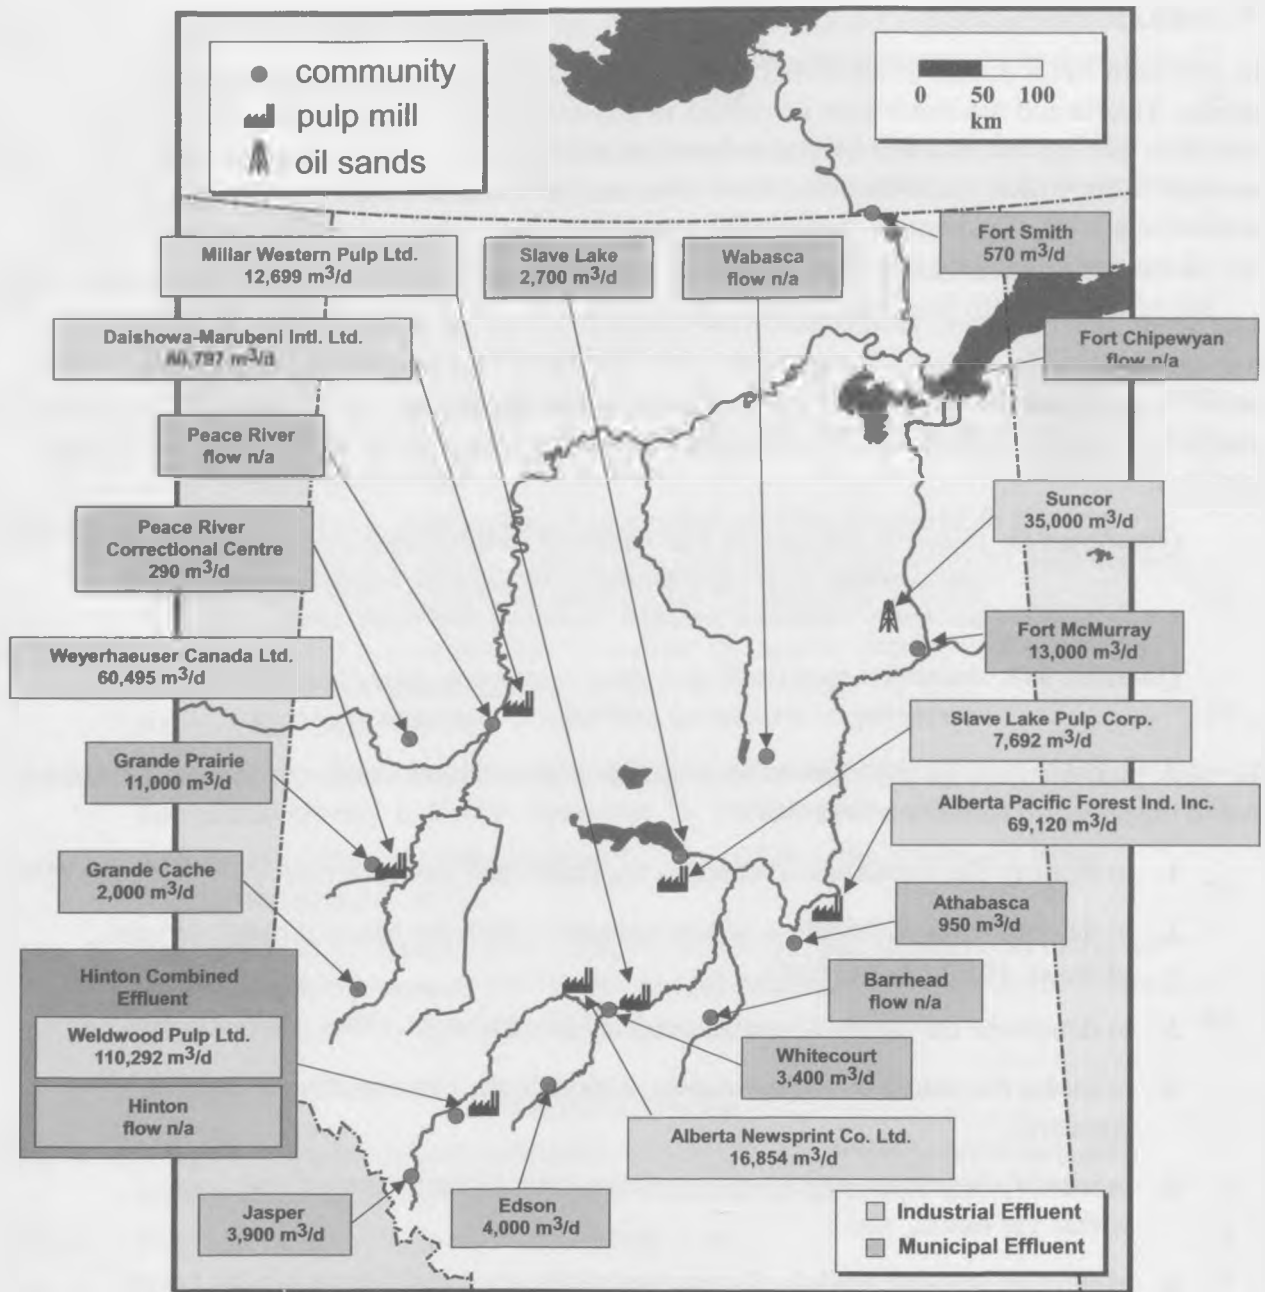 community
pulp mill
oil sands
0 50 100
km
Fort Smith
570 m³/d
Millar Western Pulp Ltd.
12,699 m³/d
Slave Lake
2,700 m³/d
Wabasca
flow n/a
Daishowa-Marubeni Intl. Ltd.
m³/d
Fort Chipewyan
flow n/a
Peace River
flow n/a
Suncor
35,000 m³/d
Peace River
Correctional Centre
290 m³/d
Fort McMurray
13,000 m³/d
Weyerhaeuser Canada Ltd.
60,495 m³/d
Slave Lake Pulp Corp.
7,692 m³/d
Grande Prairie
11,000 m³/d
Alberta Pacific Forest Ind. Inc.
69,120 m³/d
Grande Cache
2,000 m³/d
Athabasca
950 m³/d
Hinton Combined
Effluent
Weldwood Pulp Ltd.
110,292 m³/d
Hinton
flow n/a
Barrhead
flow n/a
Whitecourt
3,400 m³/d
Alberta Newsprint Co. Ltd.
16,854 m³/d
Jasper
3,900 m³/d
Edson
4,000 m³/d
Industrial Effluent
Municipal Effluent